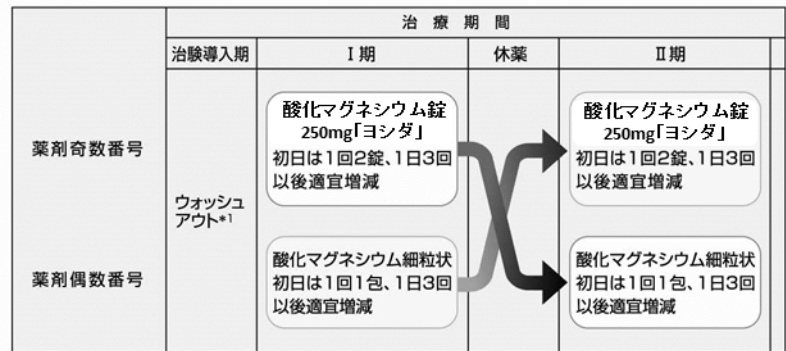 治療期間
治験導入期
Ⅰ期
休薬
Ⅱ期
薬剤奇数番号
薬剤偶数番号
ウォッシュ
アウト*1
酸化マグネシウム錠
250mg「ヨシダ」
初日は1回2錠、1日3回
以後適宜増減
酸化マグネシウム細粒状
初日は1回1包、1日3回
以後適宜増減
酸化マグネシウム錠
250mg「ヨシダ」
初日は1回2錠、1日3回
以後適宜増減
酸化マグネシウム細粒状
初日は1回1包、1日3回
以後適宜増減